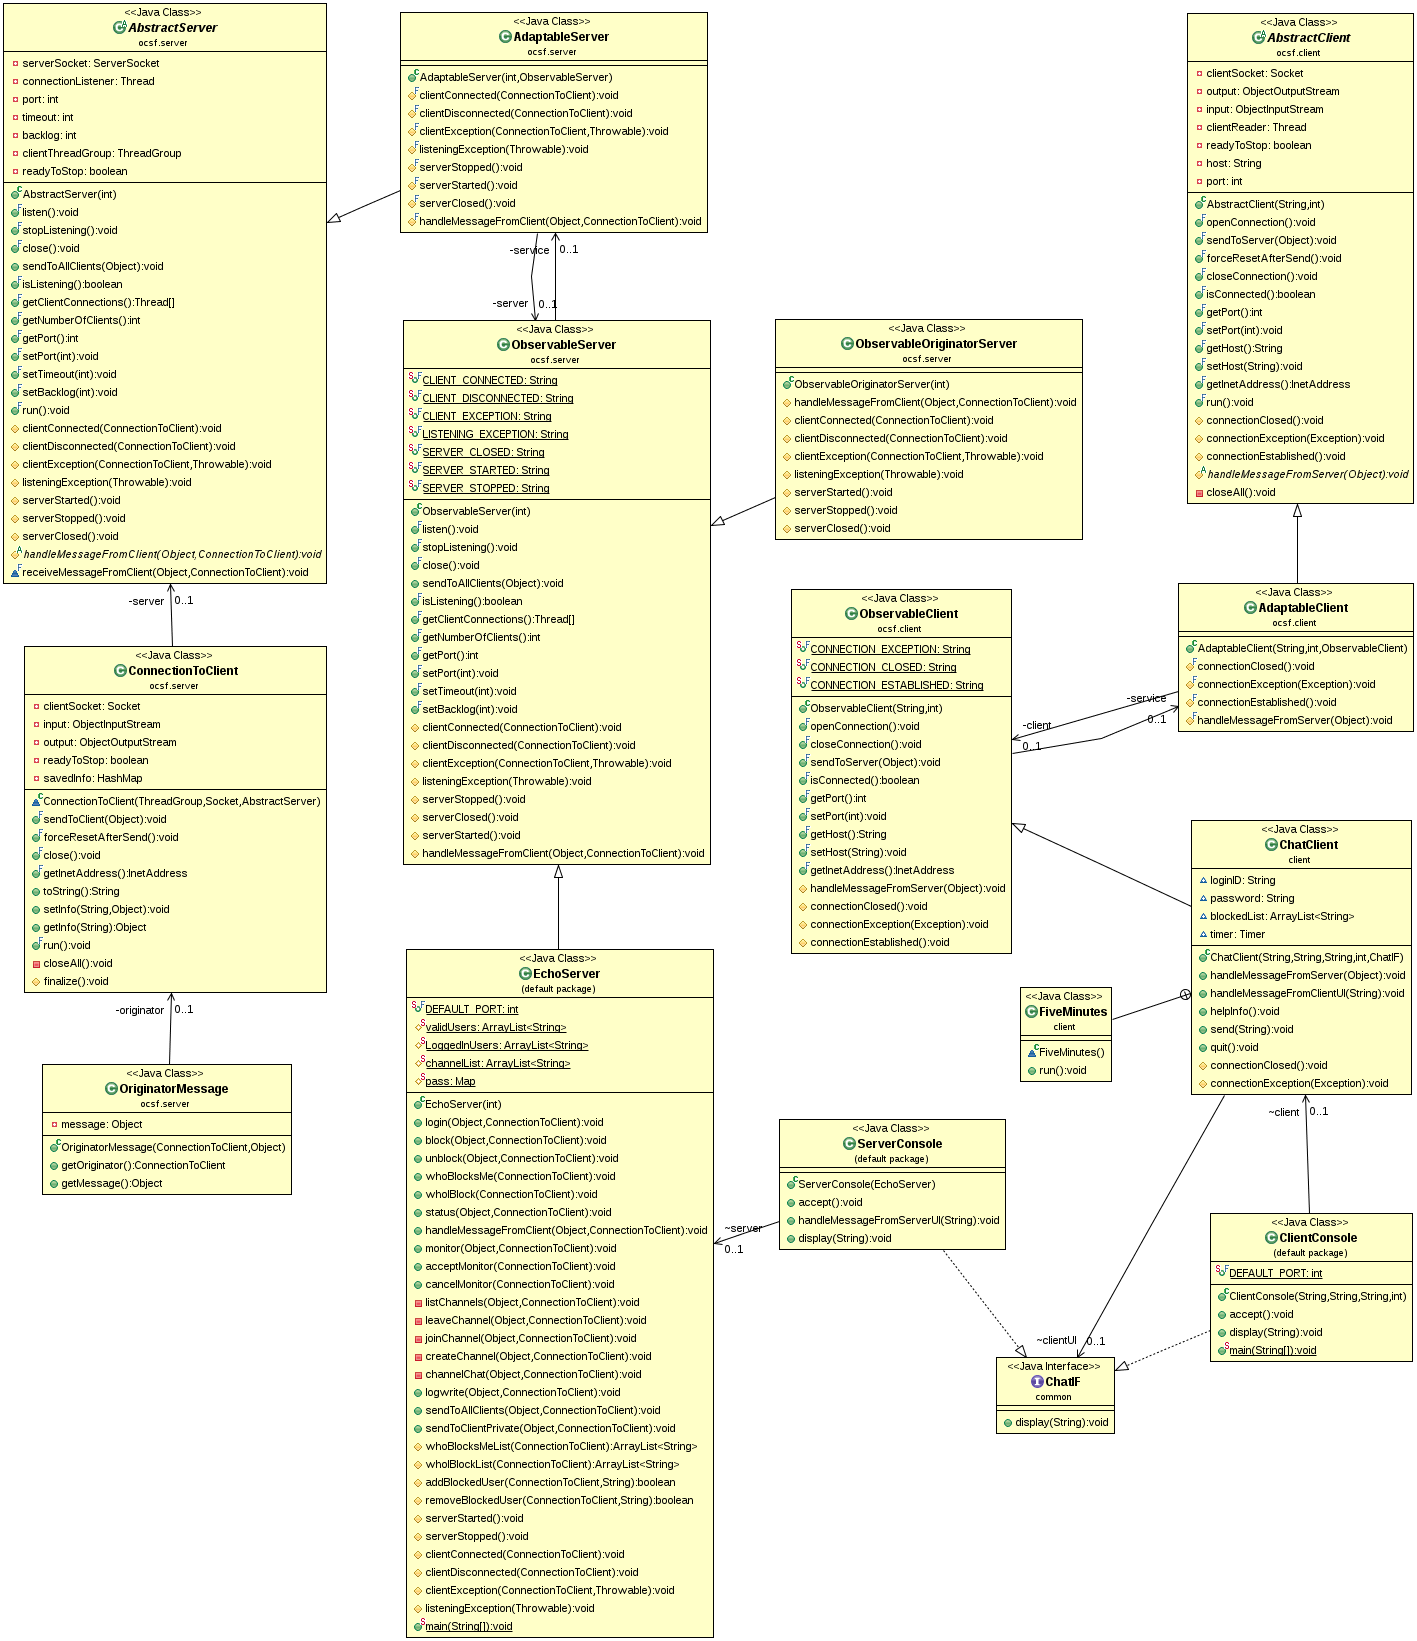 <<Java Class>>
AbstractServer
ocsf.server
serverSocket: ServerSocket
connectionListener: Thread
port: int
timeout: int
backlog: int
clientThreadGroup: ThreadGroup
readyToStop: boolean
AbstractServer(int)
listen():void
stopListening():void
close():void
sendToAllClients(Object):void
isListening():boolean
getClientConnections():Thread[]
getNumberOfClients():int
getPort():int
setPort(int):void
setTimeout(int):void
setBacklog(int):void
run():void
clientConnected(ConnectionToClient):void
clientDisconnected(ConnectionToClient):void
clientException(ConnectionToClient,Throwable):void
listeningException(Throwable):void
serverStarted():void
serverStopped():void
serverClosed():void
handleMessageFromClient(Object,ConnectionToClient):void
receiveMessageFromClient(Object,ConnectionToClient):void
-server 0..1
<<Java Class>>
ConnectionToClient
ocsf.server
clientSocket: Socket
input: ObjectInputStream
output: ObjectOutputStream
readyToStop: boolean
savedInfo: HashMap
ConnectionToClient(ThreadGroup,Socket,AbstractServer)
sendToClient(Object):void
forceResetAfterSend():void
close():void
getInetAddress():InetAddress
toString():String
setInfo(String,Object):void
getInfo(String):Object
run():void
closeAll():void
finalize():void
-originator 0..1
<<Java Class>>
OriginatorMessage
ocsf.server
message: Object
OriginatorMessage(ConnectionToClient,Object)
getOriginator():ConnectionToClient
getMessage():Object
<<Java Class>>
AdaptableServer
ocsf.server
AdaptableServer(int,ObservableServer)
clientConnected(ConnectionToClient):void
clientDisconnected(ConnectionToClient):void
clientException(ConnectionToClient,Throwable):void
listeningException(Throwable):void
serverStopped():void
serverStarted():void
serverClosed():void
handleMessageFromClient(Object,ConnectionToClient):void
-service 0..1
-server 0..1
<<Java Class>>
ObservableServer
ocsf.server
CLIENT_CONNECTED: String
CLIENT_DISCONNECTED: String
CLIENT_EXCEPTION: String
LISTENING_EXCEPTION: String
SERVER_CLOSED: String
SERVER_STARTED: String
SERVER_STOPPED: String
ObservableServer(int)
listen():void
stopListening():void
close():void
sendToAllClients(Object):void
isListening():boolean
getClientConnections():Thread[]
getNumberOfClients():int
getPort():int
setPort(int):void
setTimeout(int):void
setBacklog(int):void
clientConnected(ConnectionToClient):void
clientDisconnected(ConnectionToClient):void
clientException(ConnectionToClient,Throwable):void
listeningException(Throwable):void
serverStopped():void
serverClosed():void
serverStarted():void
handleMessageFromClient(Object,ConnectionToClient):void
<<Java Class>>
EchoServer
(default package)
DEFAULT_PORT: int
validUsers: ArrayList<String>
LoggedInUsers: ArrayList<String>
channelList: ArrayList<String>
pass: Map
EchoServer(int)
login(Object,ConnectionToClient):void
block(Object,ConnectionToClient):void
unblock(Object,ConnectionToClient):void
whoBlocksMe(ConnectionToClient):void
whoIBlock(ConnectionToClient):void
status(Object,ConnectionToClient):void
handleMessageFromClient(Object,ConnectionToClient):void
monitor(Object,ConnectionToClient):void
acceptMonitor(ConnectionToClient):void
cancelMonitor(ConnectionToClient):void
listChannels(Object,ConnectionToClient):void
leaveChannel(Object,ConnectionToClient):void
joinChannel(Object,ConnectionToClient):void
createChannel(Object,ConnectionToClient):void
channelChat(Object,ConnectionToClient):void
logwrite(Object,ConnectionToClient):void
sendToAllClients(Object,ConnectionToClient):void
sendToClientPrivate(Object,ConnectionToClient):void
whoBlocksMeList(ConnectionToClient):ArrayList<String>
whoIBlockList(ConnectionToClient):ArrayList<String>
addBlockedUser(ConnectionToClient,String):boolean
removeBlockedUser(ConnectionToClient,String):boolean
serverStarted():void
serverStopped():void
clientConnected(ConnectionToClient):void
clientDisconnected(ConnectionToClient):void
clientException(ConnectionToClient,Throwable):void
listeningException(Throwable):void
main(String[]):void
<<Java Class>>
ObservableOriginatorServer
ocsf.server
ObservableOriginatorServer(int)
handleMessageFromClient(Object,ConnectionToClient):void
clientConnected(ConnectionToClient):void
clientDisconnected(ConnectionToClient):void
clientException(ConnectionToClient,Throwable):void
listeningException(Throwable):void
serverStarted():void
serverStopped():void
serverClosed():void
<<Java Class>>
ObservableClient
ocsf.client
CONNECTION_EXCEPTION: String
CONNECTION_CLOSED: String
CONNECTION_ESTABLISHED: String
ObservableClient(String,int)
openConnection():void
closeConnection():void
sendToServer(Object):void
isConnected():boolean
getPort():int
setPort(int):void
getHost():String
setHost(String):void
getInetAddress():InetAddress
handleMessageFromServer(Object):void
connectionClosed():void
connectionException(Exception):void
connectionEstablished():void
-service
0..1
-client
0..1
<<Java Class>>
AbstractClient
ocsf.client
clientSocket: Socket
output: ObjectOutputStream
input: ObjectInputStream
clientReader: Thread
readyToStop: boolean
host: String
port: int
AbstractClient(String,int)
openConnection():void
sendToServer(Object):void
forceResetAfterSend():void
closeConnection():void
isConnected():boolean
getPort():int
setPort(int):void
getHost():String
setHost(String):void
getInetAddress():InetAddress
run():void
connectionClosed():void
connectionException(Exception):void
connectionEstablished():void
handleMessageFromServer(Object):void
closeAll():void
<<Java Class>>
AdaptableClient
ocsf.client
AdaptableClient(String,int,ObservableClient)
connectionClosed():void
connectionException(Exception):void
connectionEstablished():void
handleMessageFromServer(Object):void
<<Java Class>>
ChatClient
client
loginID: String
password: String
blockedList: ArrayList<String>
timer: Timer
ChatClient(String,String,String,int,ChatIF)
handleMessageFromServer(Object):void
handleMessageFromClientUI(String):void
helpInfo():void
send(String):void
quit():void
connectionClosed():void
connectionException(Exception):void
<<Java Class>>
FiveMinutes
client
FiveMinutes()
run():void
~client 0..1
<<Java Class>>
ServerConsole
(default package)
ServerConsole(EchoServer)
accept():void
handleMessageFromServerUI(String):void
display(String):void
~server
0..1
<<Java Class>>
ClientConsole
(default package)
DEFAULT_PORT: int
ClientConsole(String,String,String,int)
accept():void
display(String):void
main(String[]):void
~clientUI 0..1
<<Java Interface>>
ChatIF
common
display(String):void